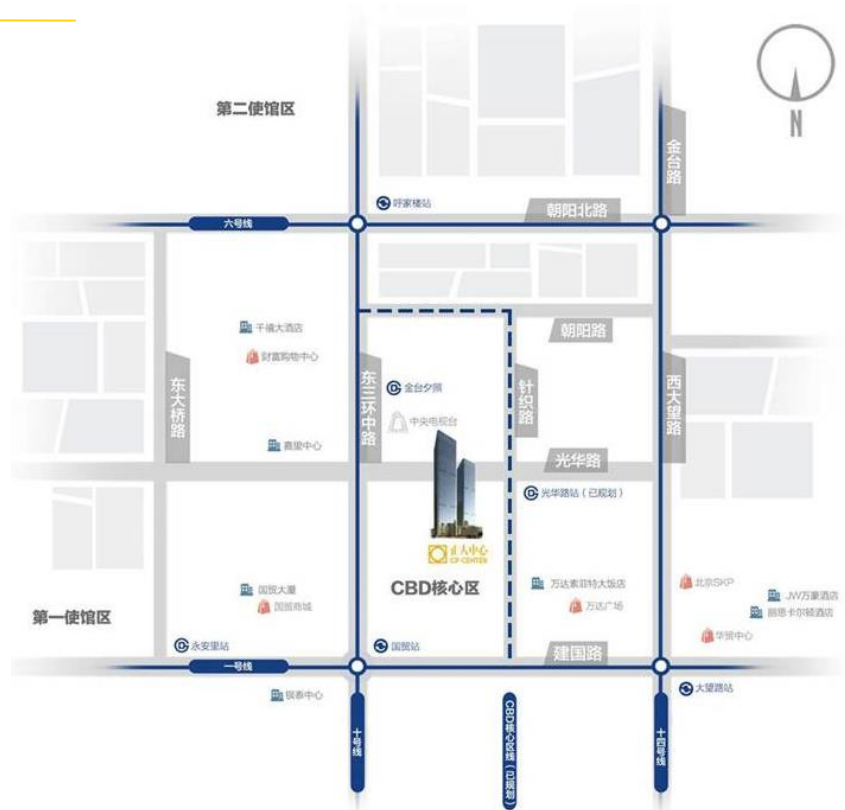 第二使馆区
N
金台路
呼家楼站
朝阳北路
六号线
千禧大酒店
朝阳路
财富购物中心
东大桥路
东三环中路
金台夕照
针织路
西大望路
中央电视台
嘉里中心
光华路
光华路站（已规划）
正大中心
CP CENTER
国贸大厦
CBD核心区
万达索菲特大饭店
北京SKP
国贸商城
万达广场
JW万豪酒店
第一使馆区
丽思卡尔顿酒店
华贸中心
永安里站
国贸站
建国路
一号线
银泰中心
大望路站
十号线
CBD核心区线（已规划）
十四号线